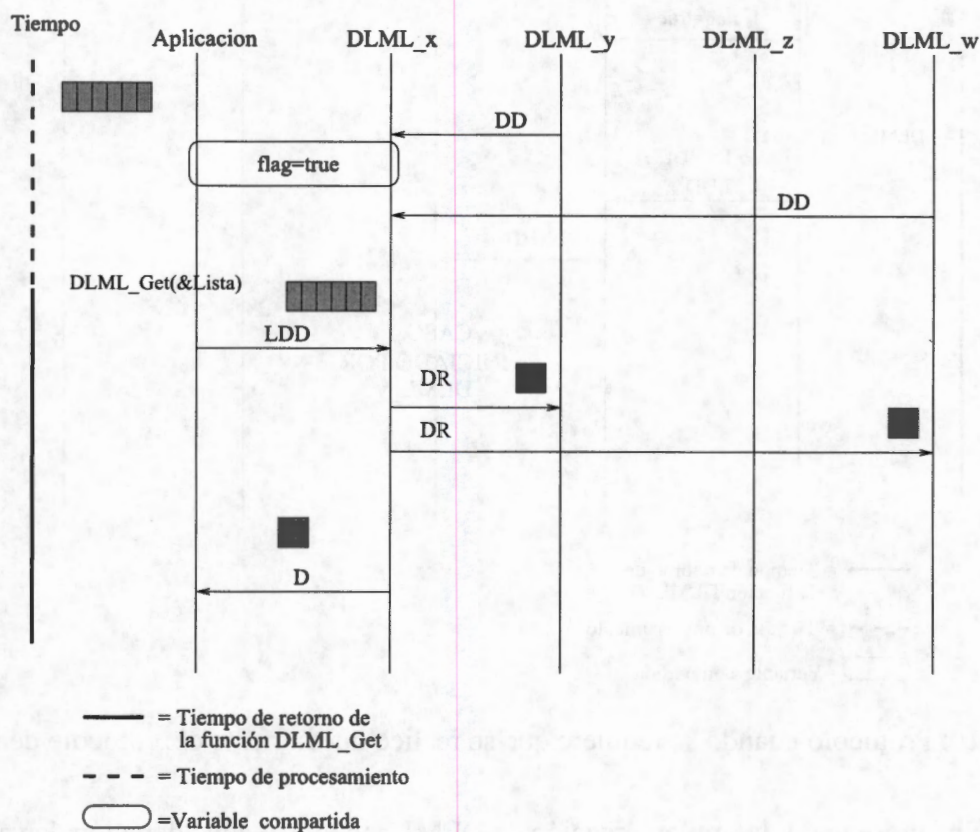 Tiempo
Aplicacion DLML_x DLML_y DLML_z DLML_w
DD
flag=true
DD
DLML_Get(&Lista)
LDD
DR
DR
D
= Tiempo de retorno de
la función DLML_Get
= Tiempo de procesamiento
=Variable compartida